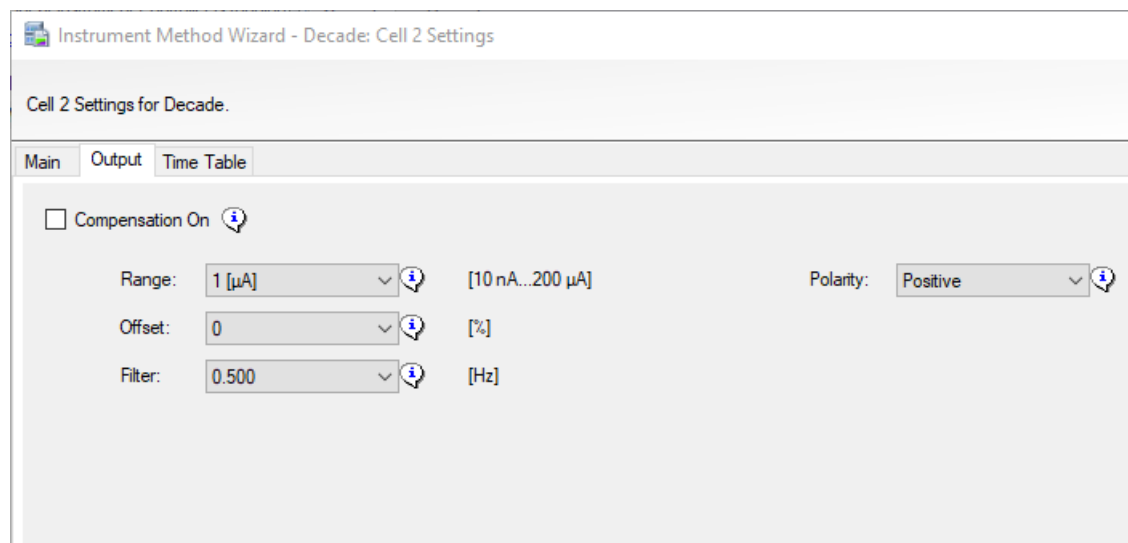 Instrument Method Wizard - Decade: Cell 2 Settings
Cell 2 Settings for Decade.
Main Output Time Table
Compensation On
Range: 1 [µA] [10 nA...200 µA] Polarity: Positive
Offset: 0 [%]
Filter: 0.500 [Hz]